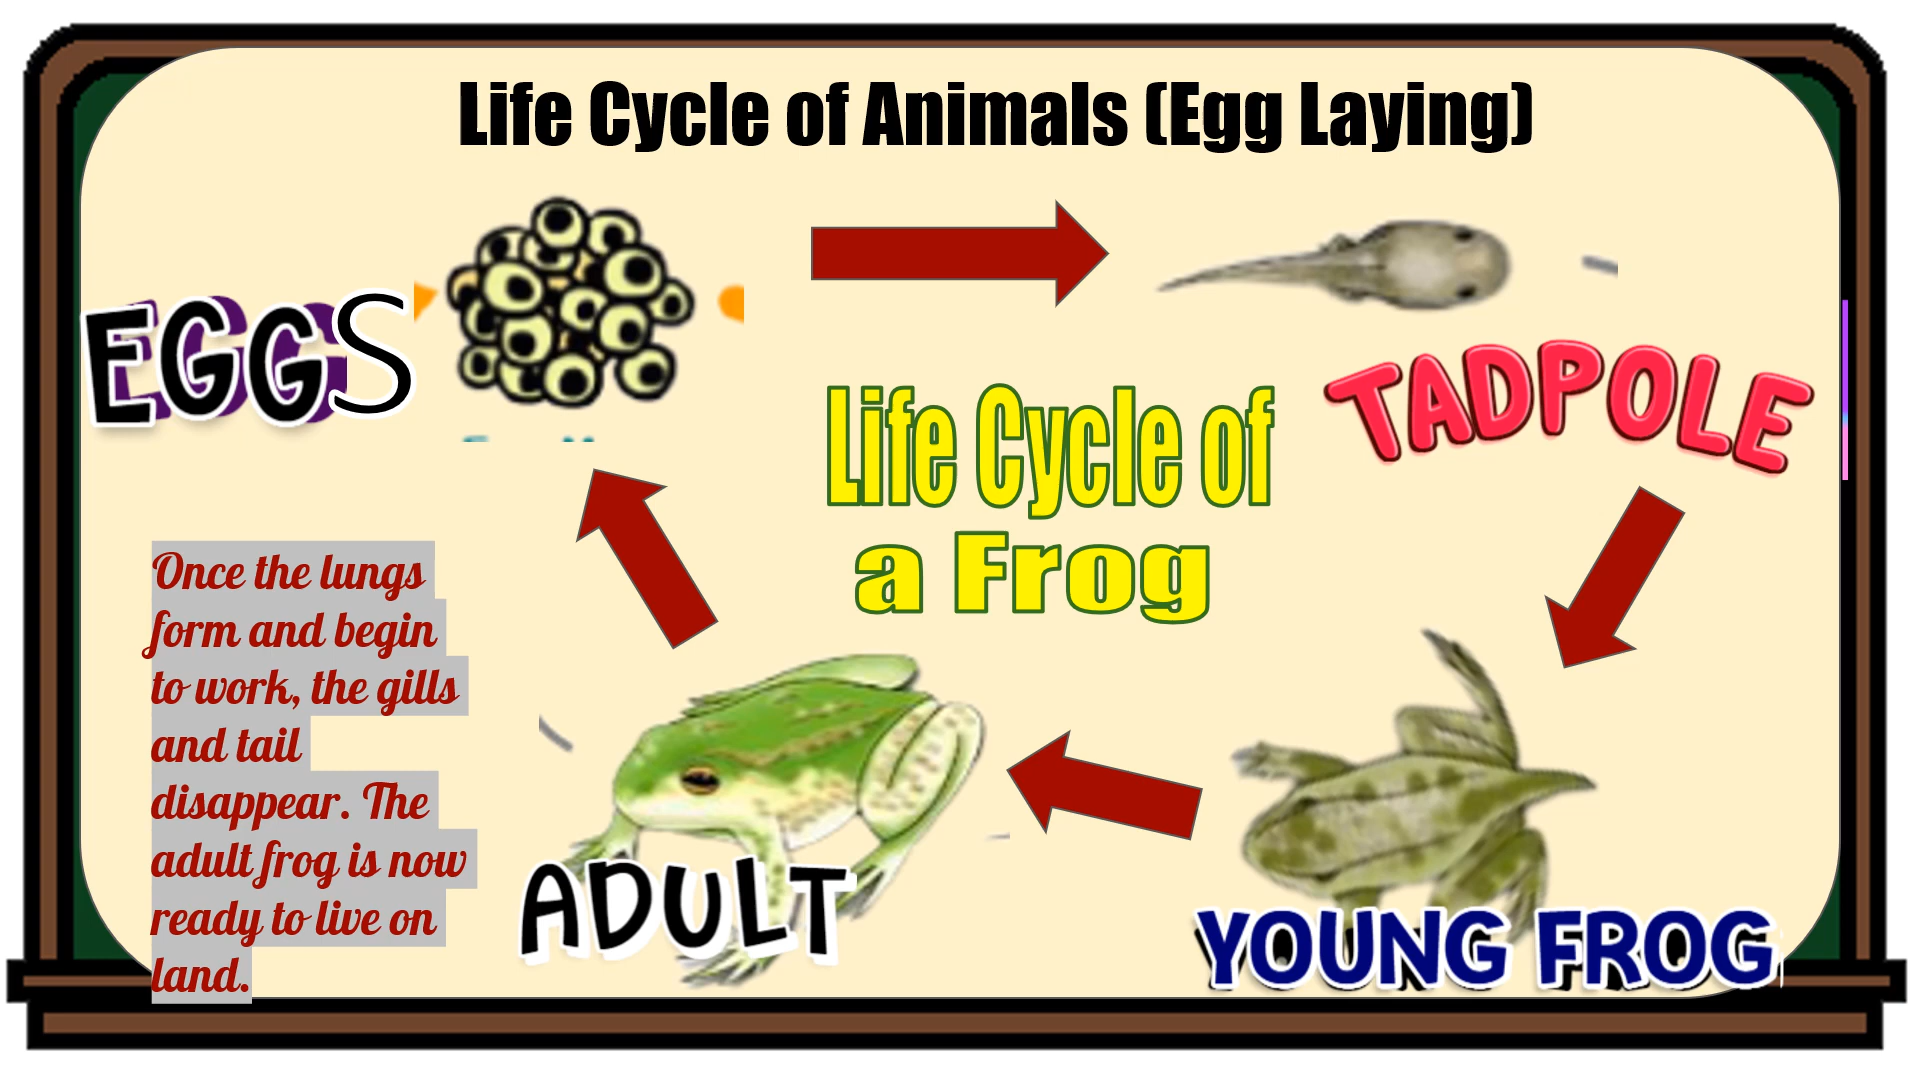 Life Cycle of Animals (Egg Laying)
EGGS
TADPOLE
Life Cycle of
a Frog
Once the lungs
form and begin
to work, the gills
and tail
disappear. The
adult frog is now
ready to live on
land.
ADULT
YOUNG FROG